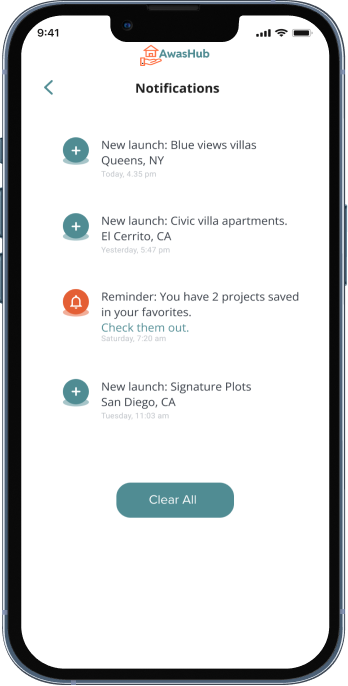 9:41
AwasHub
Notifications
New launch: Blue views villas
Queens, NY
Today, 4.35 pm
New launch: Civic villa apartments.
El Cerrito, CA
Yesterday, 5:47 pm
Reminder: You have 2 projects saved
in your favorites.
Check them out.
Saturday, 7:20 am
New launch: Signature Plots
San Diego, CA
Tuesday, 11:03 am
Clear All